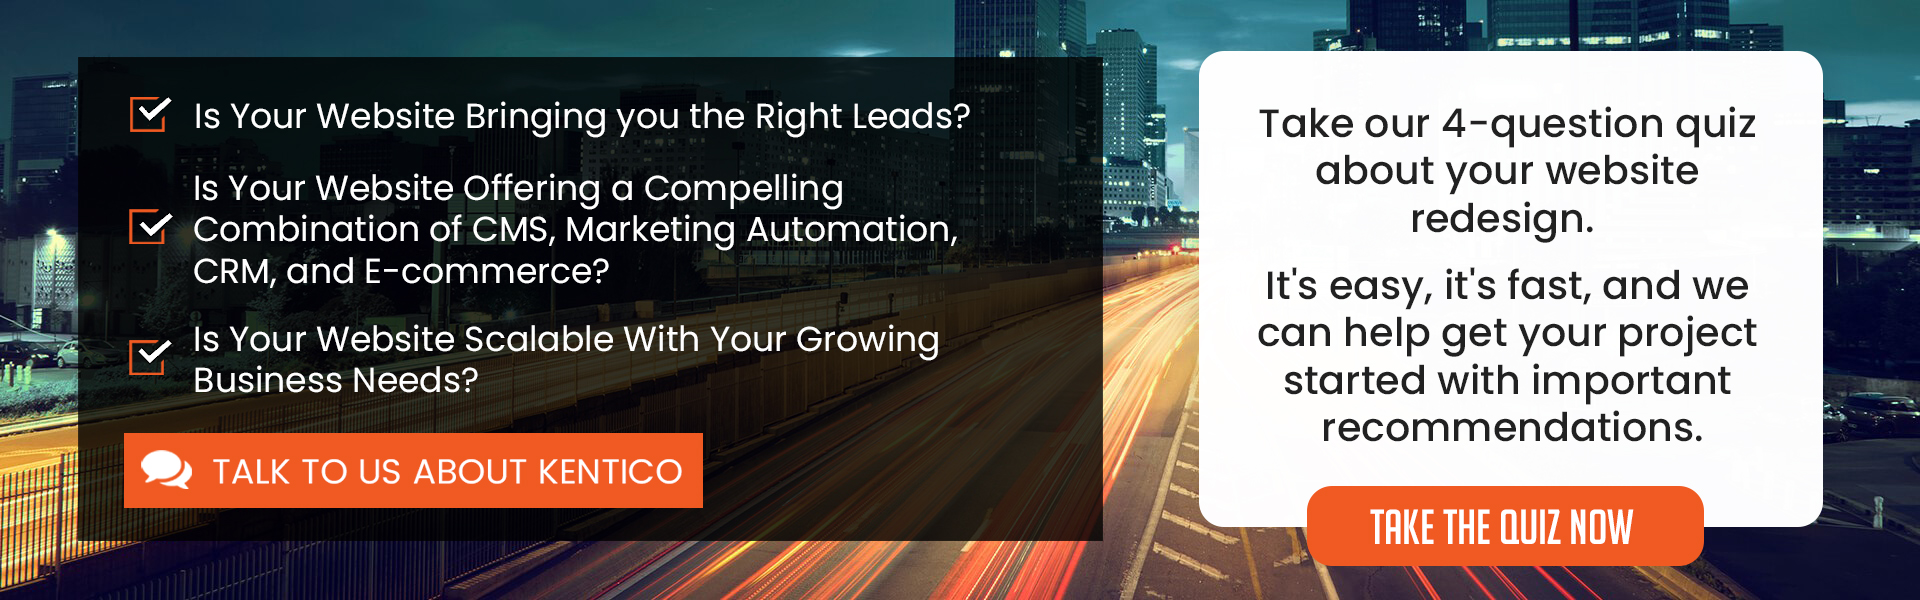 Is Your Website Bringing you the Right Leads?
Is Your Website Offering a Compelling
Combination of CMS, Marketing Automation,
CRM, and E-commerce?
Is Your Website Scalable With Your Growing
Business Needs?
TALK TO US ABOUT KENTICO
Take our 4-question quiz
about your website
redesign.
It's easy, it's fast, and we
can help get your project
started with important
recommendations.
TAKE THE QUIZ NOW